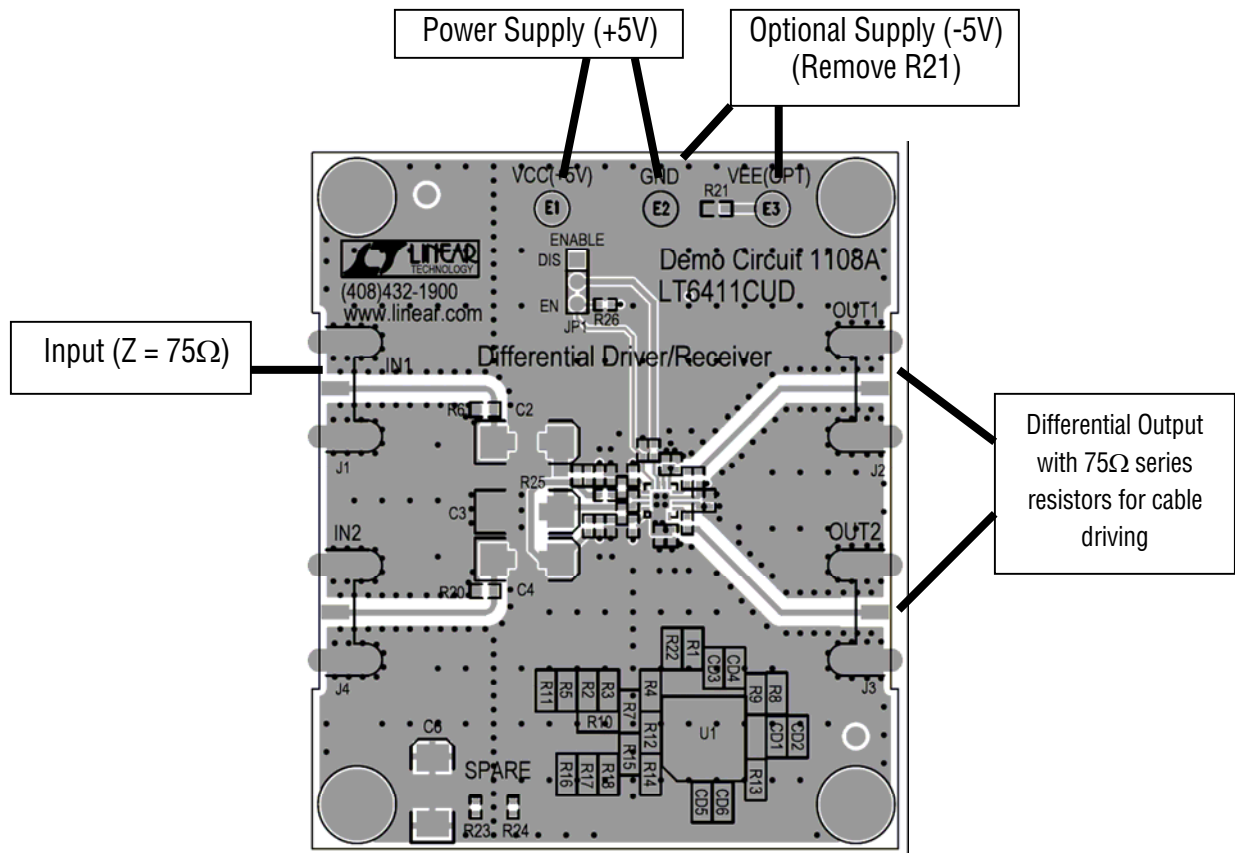 Power Supply (+5V)
Optional Supply (-5V)
(Remove R21)
VCC(+5V)
GND
VEE(OPT)
R21
E1
E2
E3
ENABLE
DIS
EN
JP1
R26
LINEAR
TECHNOLOGY
(408)432-1900
www.linear.com
Demo Circuit 1108A
LT6411CUD
Differential Driver/Receiver
Input (Z = 75Ω)
IN1
OUT1
R6
C2
J1
J2
R25
C3
IN2
OUT2
R20
C4
J4
J3
Differential Output
with 75Ω series
resistors for cable
driving
R22
R1
CD3
CD4
R11
R5
R2
R3
R4
R9
R8
R10
R7
R12
U1
CD1
CD2
R15
R16
R17
R18
R14
R13
CD5
CD6
C6
SPARE
R23
R24